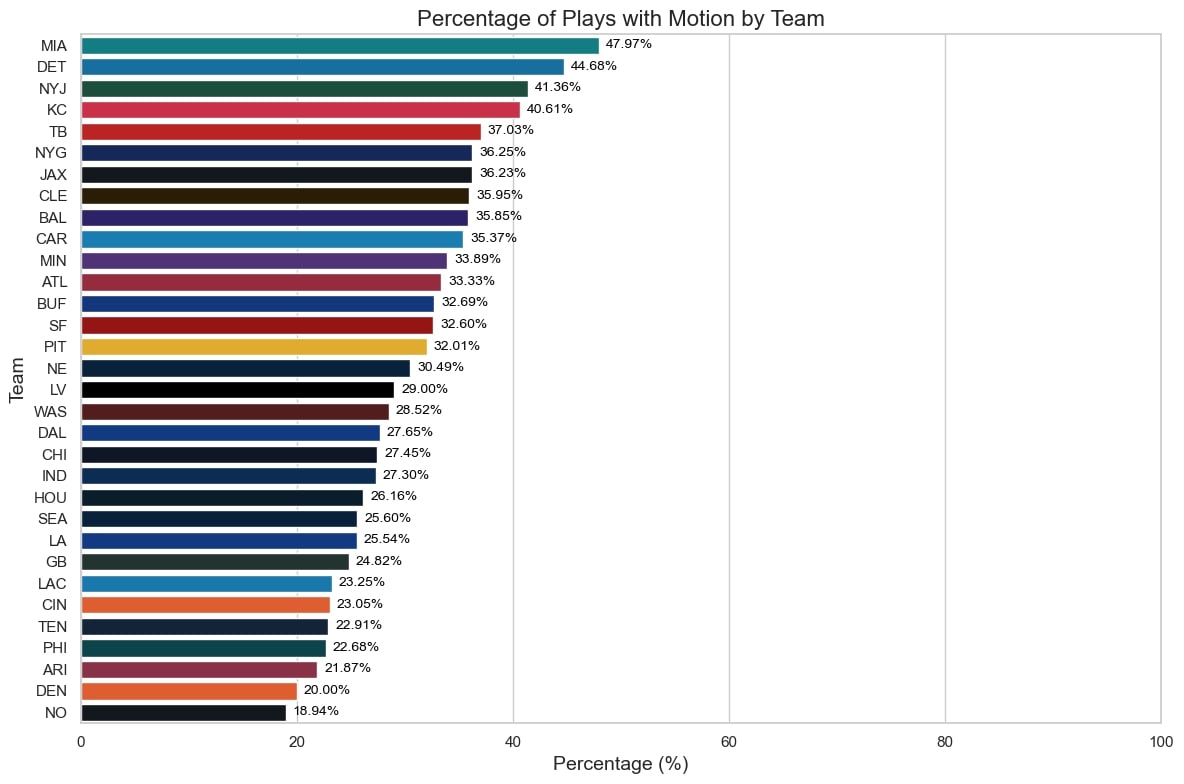 Percentage of Plays with Motion by Team
MIA 47.97%
DET 44.68%
NYJ 41.36%
KC 40.61%
TB 37.03%
NYG 36.25%
JAX 36.23%
CLE 35.95%
BAL 35.85%
CAR 35.37%
MIN 33.89%
ATL 33.33%
BUF 32.69%
SF 32.60%
PIT 32.01%
NE 30.49%
LV 29.00%
WAS 28.52%
DAL 27.65%
CHI 27.45%
IND 27.30%
HOU 26.16%
SEA 25.60%
LA 25.54%
GB 24.82%
LAC 23.25%
CIN 23.05%
TEN 22.91%
PHI 22.68%
ARI 21.87%
DEN 20.00%
NO 18.94%
Team
0 20 40 60 80 100
Percentage (%)